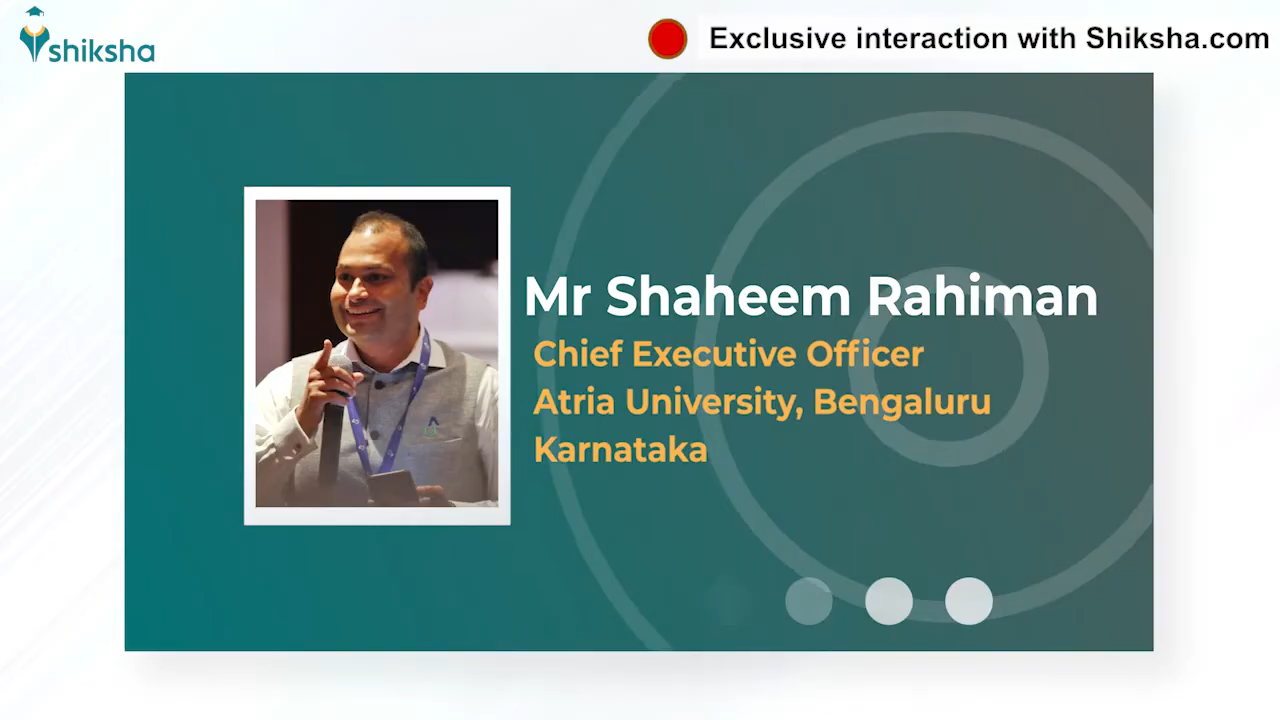 shiksha
Exclusive interaction with Shiksha.com
Mr Shaheem Rahiman
Chief Executive Officer
Atria University, Bengaluru
Karnataka